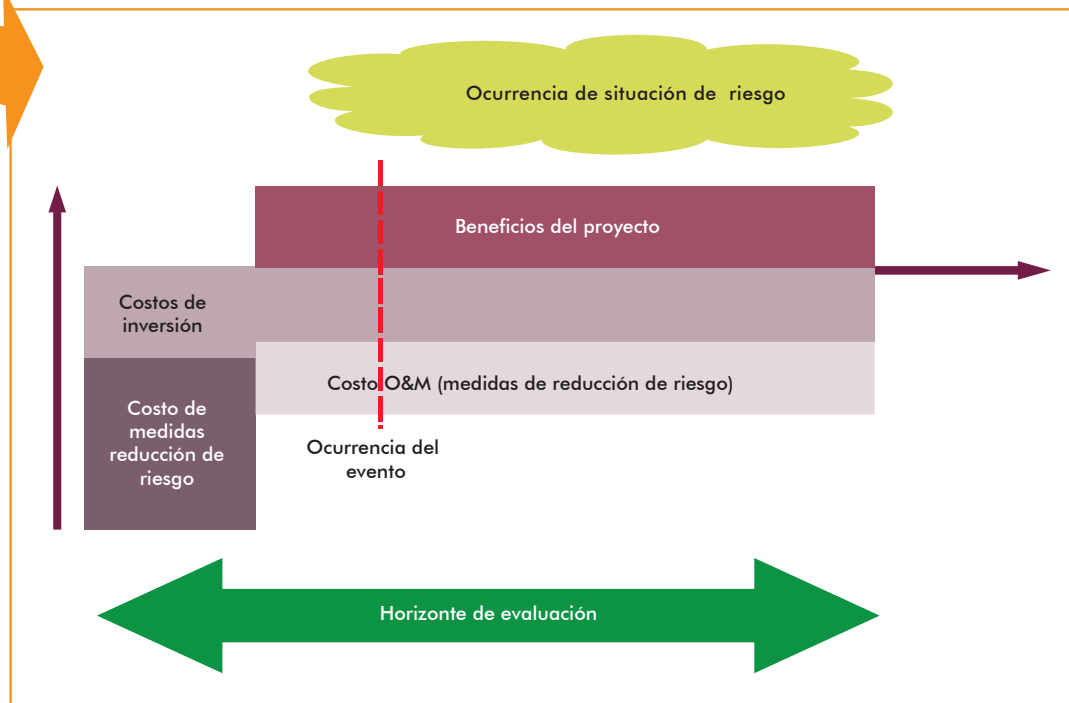 Ocurrencia de situación de riesgo
Beneficios del proyecto
Costos de
inversión
Costo O&M (medidas de reducción de riesgo)
Costo de
medidas
reducción de
riesgo
Ocurrencia del
evento
Horizonte de evaluación